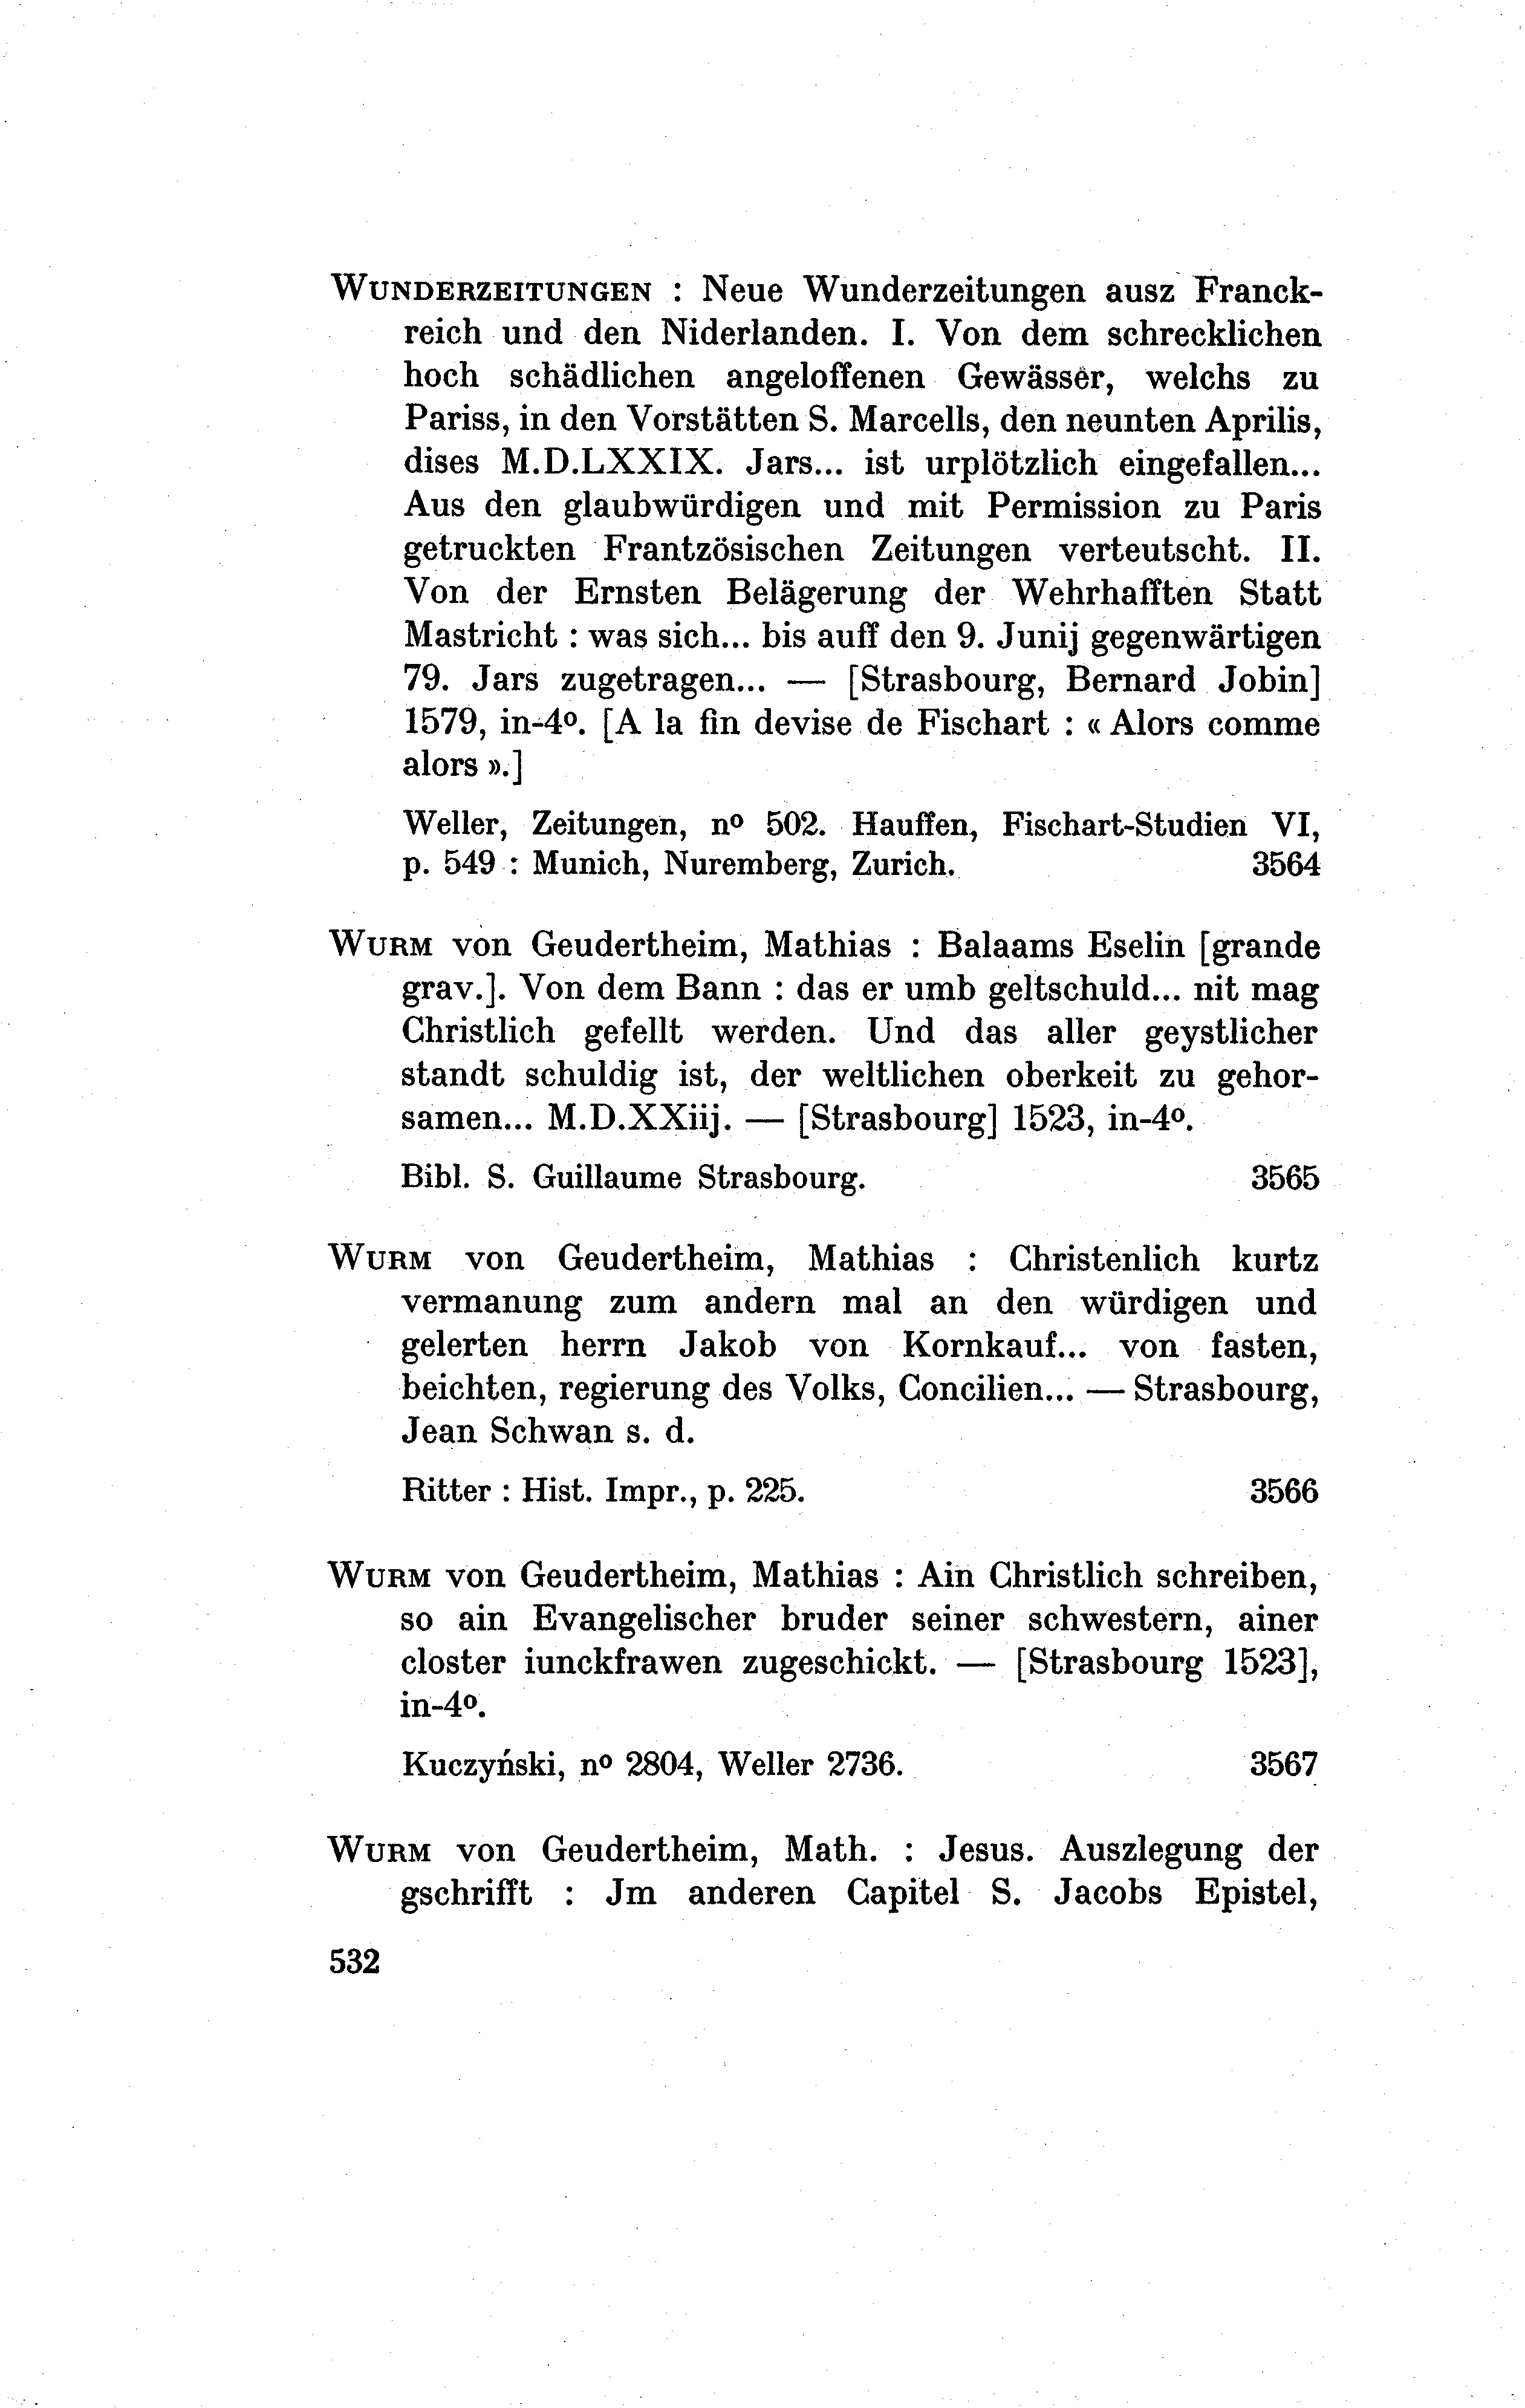 WUNDERZEITUNGEN : Neue Wunderzeitungen ausz Franck-
reich und den Niderlanden. I. Von dem schrecklichen
hoch schädlichen angeloffenen Gewässer, welchs zu
Pariss, in den Vorstätten S. Marcells, den neunten Aprilis,
dises M.D.LXXIX. Jars... ist urplötzlich eingefallen...
Aus den glaubwürdigen und mit Permission zu Paris
getruckten Frantzösischen Zeitungen verteutscht. II.
Von der Ernsten Belägerung der Wehrhafften Statt
Mastricht : was sich... bis auff den 9. Junij gegenwärtigen
79. Jars zugetragen... — [Strasbourg, Bernard Jobin]
1579, in-4º. [A la fin devise de Fischart : « Alors comme
alors ».]
Weller, Zeitungen, nº 502. Hauffen, Fischart-Studien VI,
p. 549 : Munich, Nuremberg, Zurich. 3564
WURM von Geudertheim, Mathias : Balaams Eselin [grande
grav.]. Von dem Bann : das er umb geltschuld... nit mag
Christlich gefellt werden. Und das aller geystlicher
standt schuldig ist, der weltlichen oberkeit zu gehor-
samen... M.D.XXiij. — [Strasbourg] 1523, in-4º.
Bibl. S. Guillaume Strasbourg. 3565
WURM von Geudertheim, Mathias : Christenlich kurtz
vermanung zum andern mal an den würdigen und
gelerten herrn Jakob von Kornkauf... von fasten,
beichten, regierung des Volks, Concilien... — Strasbourg,
Jean Schwan s. d.
Ritter : Hist. Impr., p. 225. 3566
WURM von Geudertheim, Mathias : Ain Christlich schreiben,
so ain Evangelischer bruder seiner schwestern, ainer
closter iunckfrawen zugeschickt. — [Strasbourg 1523],
in-4º.
Kuczyński, nº 2804, Weller 2736. 3567
WURM von Geudertheim, Math. : Jesus. Auszlegung der
gschrifft : Jm anderen Capitel S. Jacobs Epistel,
532